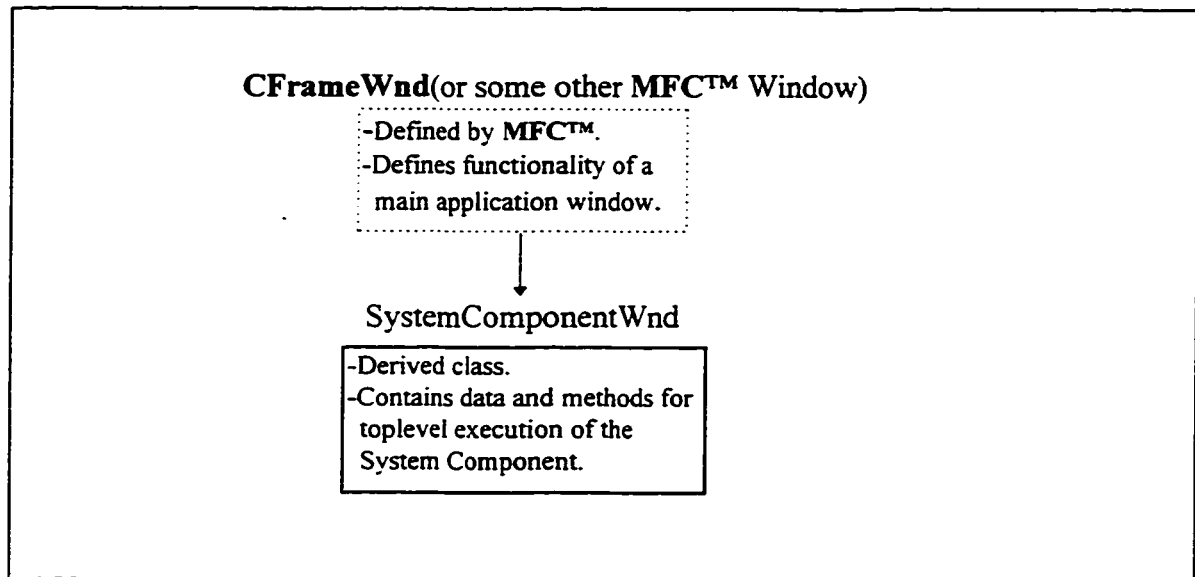 CFrameWnd(or some other MFC™ Window)
-Defined by MFC™.
-Defines functionality of a
main application window.
SystemComponentWnd
-Derived class.
-Contains data and methods for
toplevel execution of the
System Component.